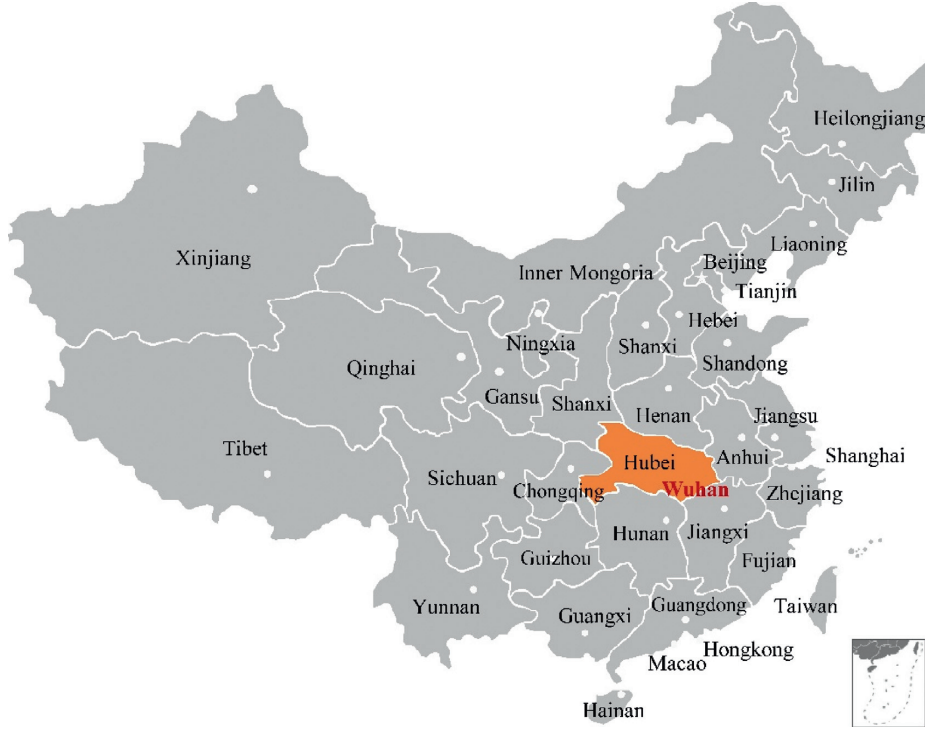 Heilongjiang
Jilin
Liaoning
Xinjiang
Inner Mongoria
Beijing
Tianjin
Hebei
Ningxia
Shanxi
Shandong
Qinghai
Gansu
Shanxi
Henan
Jiangsu
Tibet
Sichuan
Hubei
Anhui
Shanghai
Chongqing
Wuhan
Zhcjiang
Hunan
Jiangxi
Guizhou
Fujian
Yunnan
Guangxi
Guangdong
Taiwan
Hongkong
Macao
Hainan